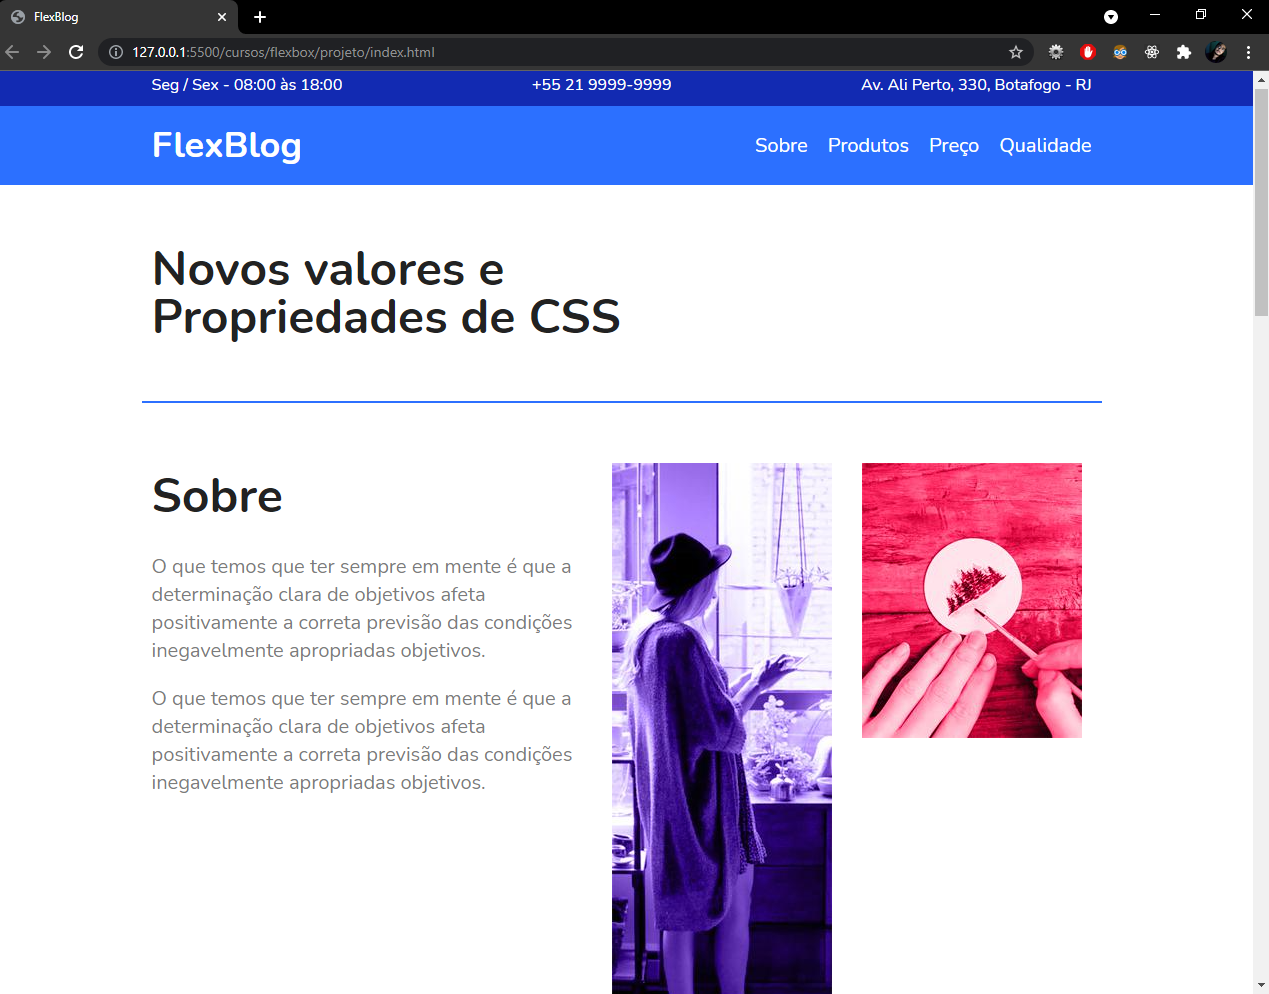 FlexBlog
127.0.0.1:5500/cursos/flexbox/projeto/index.html
Seg / Sex - 08:00 às 18:00
+55 21 9999-9999
Av. Ali Perto, 330, Botafogo - RJ
FlexBlog
Sobre Produtos Preço Qualidade
Novos valores e
Propriedades de CSS
Sobre
O que temos que ter sempre em mente é que a
determinação clara de objetivos afeta
positivamente a correta previsão das condições
inegavelmente apropriadas objetivos.
O que temos que ter sempre em mente é que a
determinação clara de objetivos afeta
positivamente a correta previsão das condições
inegavelmente apropriadas objetivos.